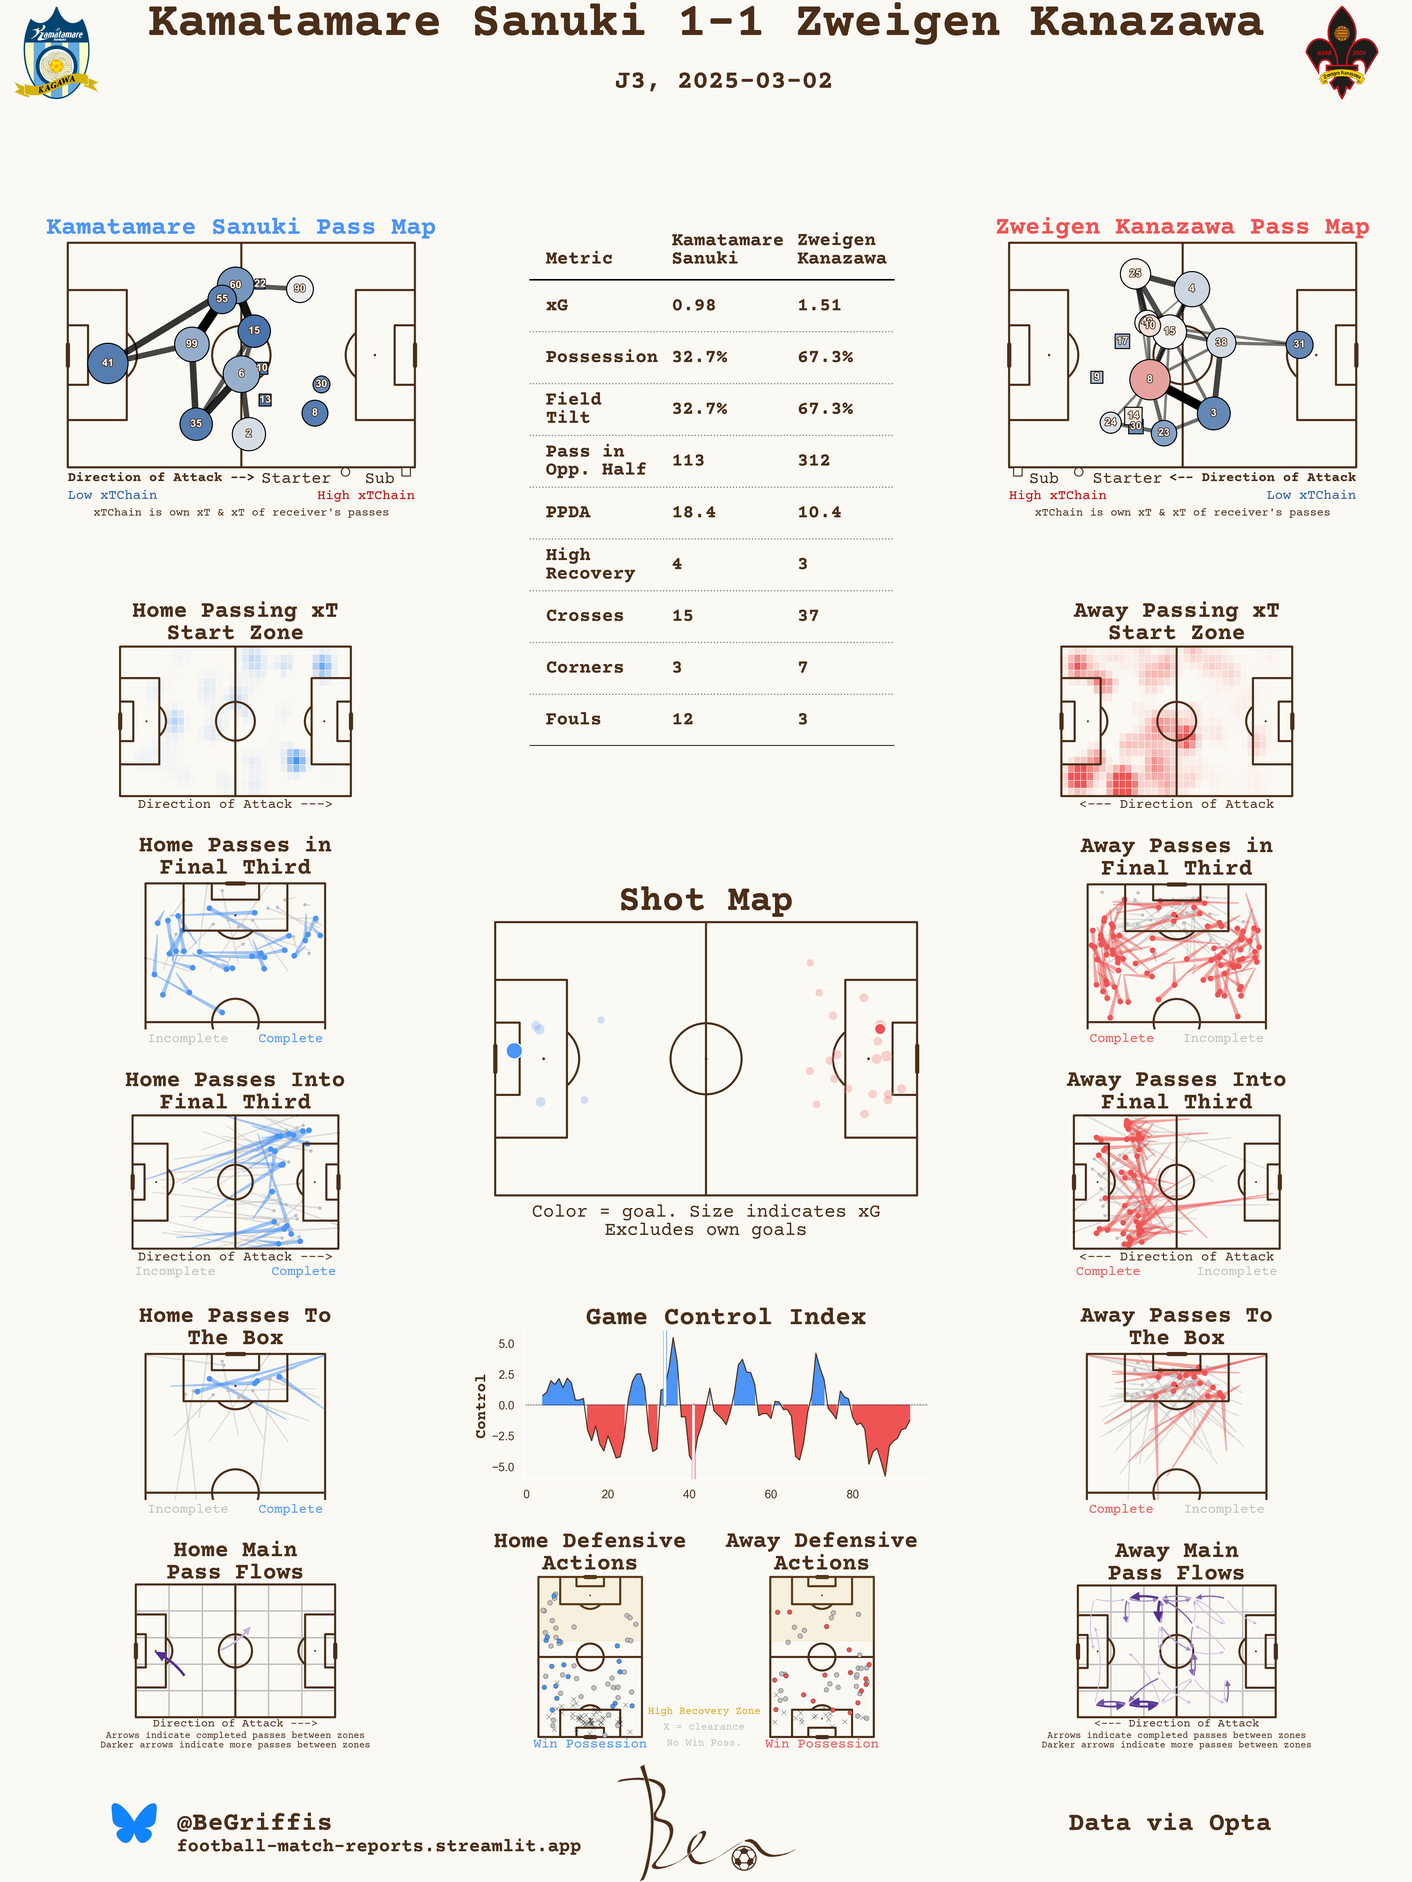 Kamatamare Sanuki 1-1 Zweigen Kanazawa
J3, 2025-03-02
Kamatamare
KAGAWA
Estd 2006
Zweigen Kanazawa
Kamatamare Sanuki Pass Map
60
22
90
55
15
99
41
10
6
30
13
8
35
2
Direction of Attack --> Starter Sub
Low xTChain High xTChain
xTChain is own xT & xT of receiver's passes
Metric Kamatamare Sanuki Zweigen Kanazawa
xG 0.98 1.51
Possession 32.7% 67.3%
Field Tilt 32.7% 67.3%
Pass in Opp. Half 113 312
PPDA 18.4 10.4
High Recovery 4 3
Crosses 15 37
Corners 3 7
Fouls 12 3
Zweigen Kanazawa Pass Map
25
4
10
15
17
38
31
9
8
14
24
30
23
3
Sub Starter <-- Direction of Attack
High xTChain Low xTChain
xTChain is own xT & xT of receiver's passes
Home Passing xT
Start Zone
Direction of Attack --->
Away Passing xT
Start Zone
<--- Direction of Attack
Home Passes in
Final Third
Incomplete Complete
Shot Map
Color = goal. Size indicates xG
Excludes own goals
Away Passes in
Final Third
Complete Incomplete
Home Passes Into
Final Third
Direction of Attack --->
Incomplete Complete
Away Passes Into
Final Third
<--- Direction of Attack
Complete Incomplete
Home Passes To
The Box
Incomplete Complete
Game Control Index
Control
5.0
2.5
0.0
−2.5
−5.0
0 20 40 60 80
Away Passes To
The Box
Complete Incomplete
Home Main
Pass Flows
Direction of Attack --->
Arrows indicate completed passes between zones
Darker arrows indicate more passes between zones
Home Defensive
Actions
Win Possession
High Recovery Zone
X = clearance
No Win Poss.
Away Defensive
Actions
Win Possession
Away Main
Pass Flows
<--- Direction of Attack
Arrows indicate completed passes between zones
Darker arrows indicate more passes between zones
@BeGriffis
football-match-reports.streamlit.app
Ben
Data via Opta